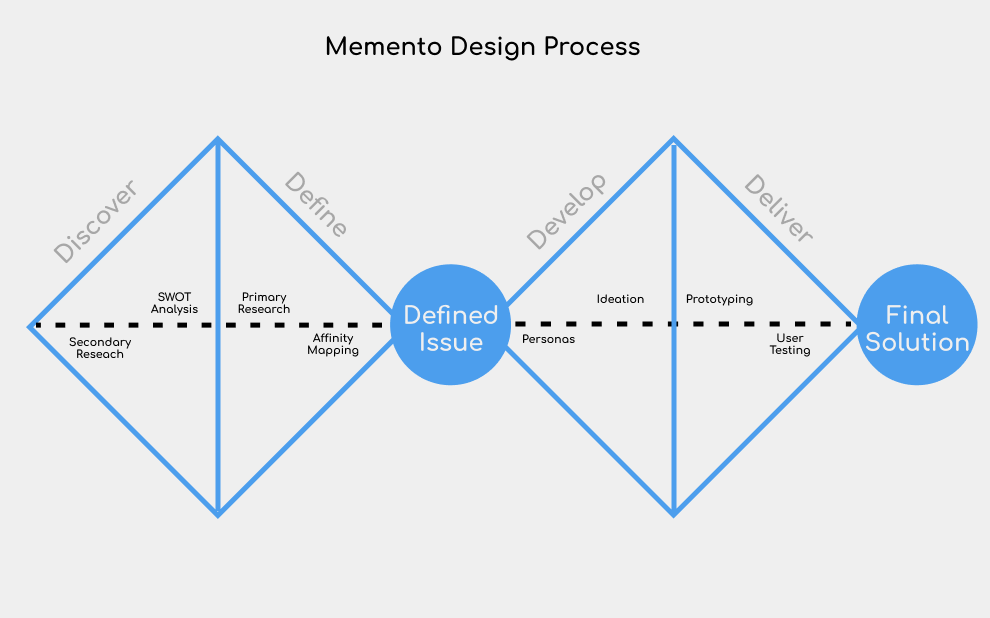 Memento Design Process
Discover
Define
Develop
Deliver
SWOT
Analysis
Primary
Research
Secondary
Reseach
Affinity
Mapping
Defined
Issue
Ideation
Prototyping
Personas
User
Testing
Final
Solution